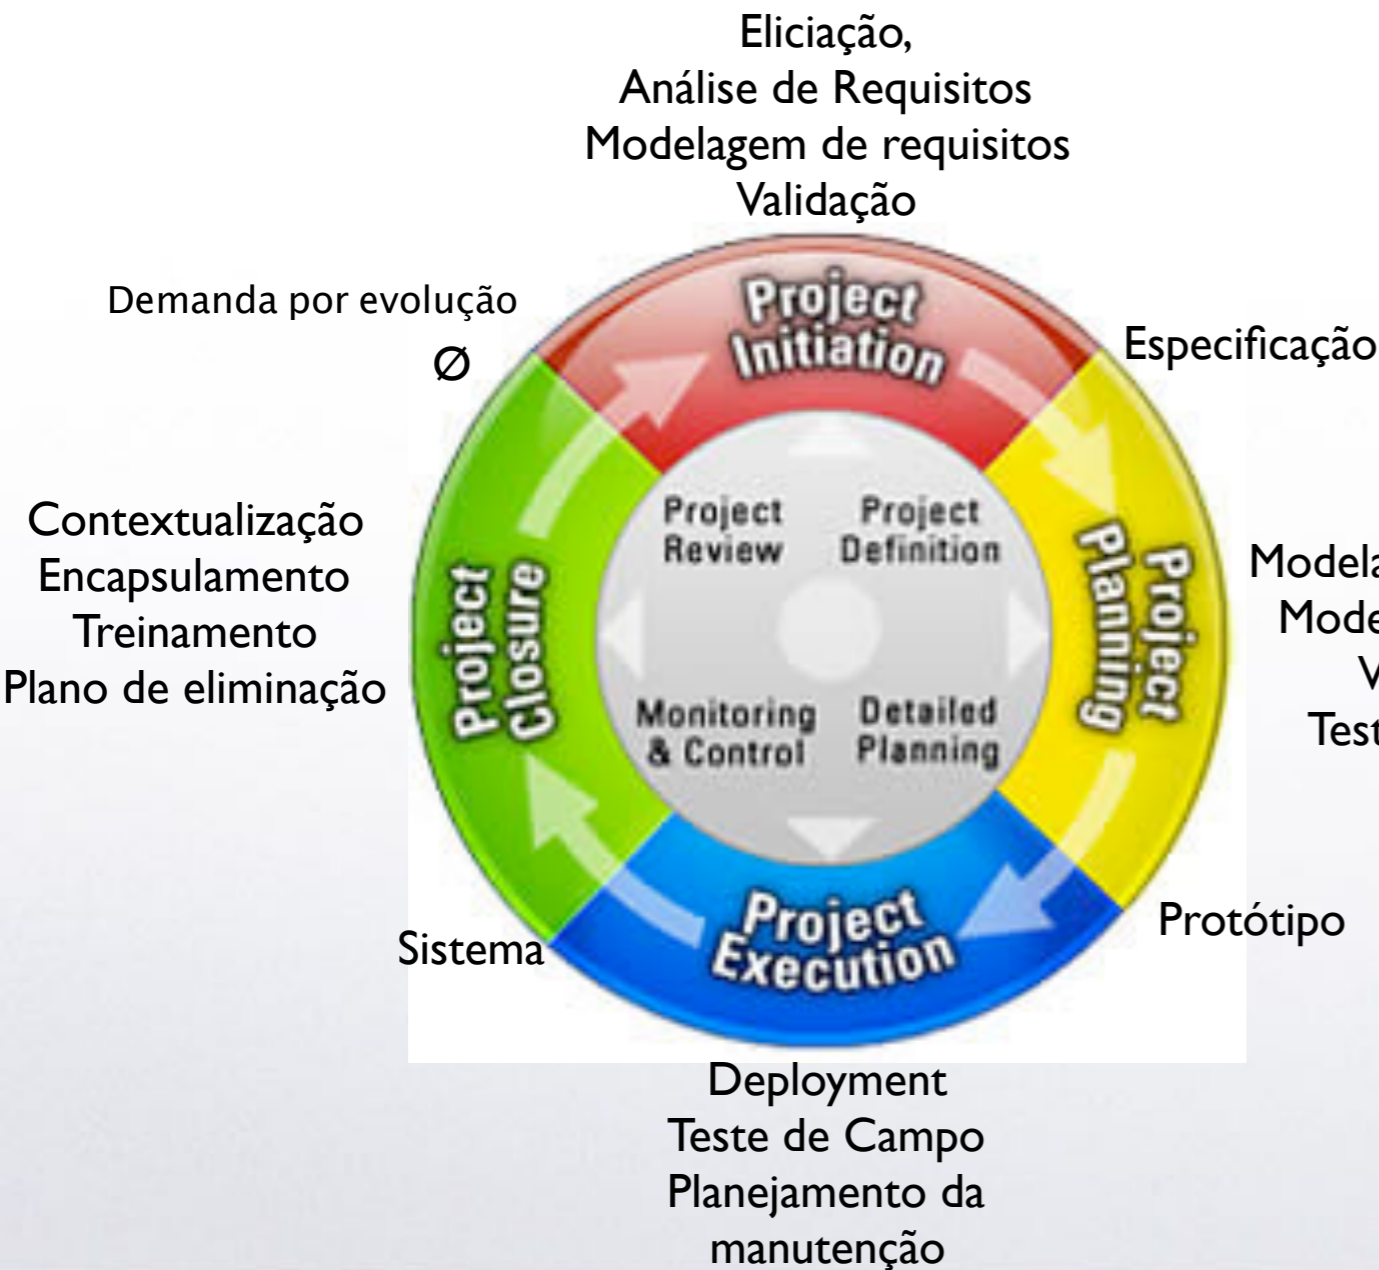 Eliciação,
Análise de Requisitos
Modelagem de requisitos
Validação
Demanda por evolução
Ø
Project
Initiation
Especificação
Contextualização
Encapsulamento
Treinamento
Plano de eliminação
Project
Closure
Project
Review
Project
Definition
Monitoring
& Control
Detailed
Planning
Project
Planning
Sistema
Project
Execution
Protótipo
Deployment
Teste de Campo
Planejamento da
manutenção